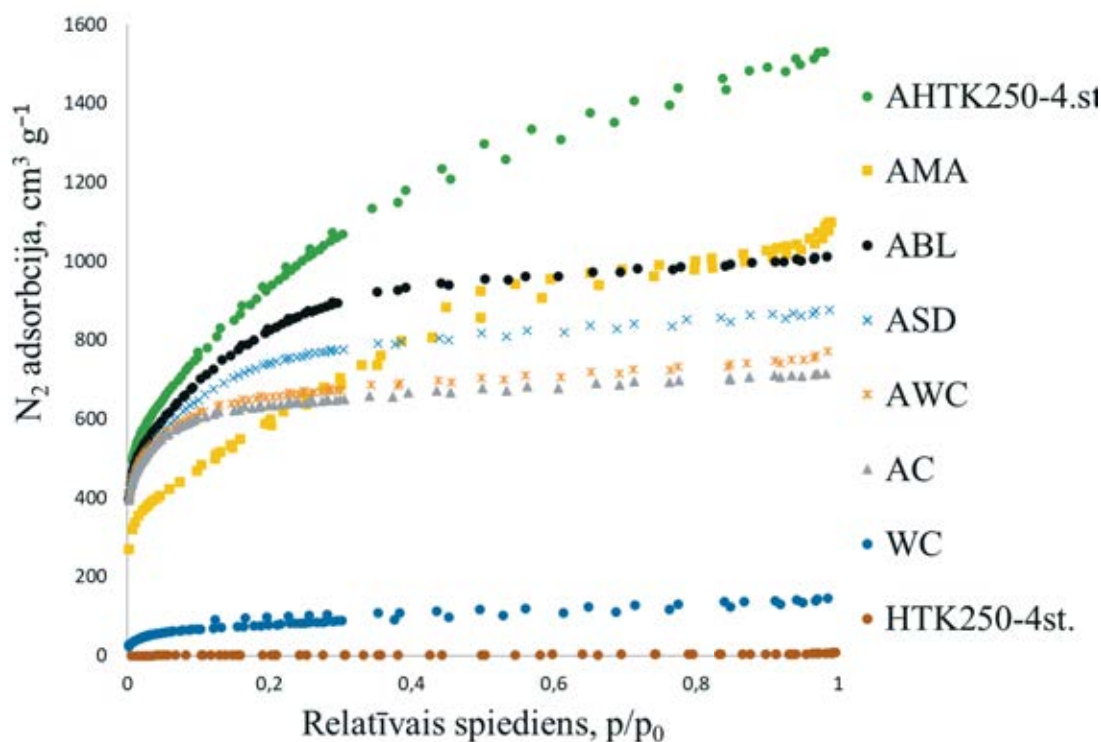 1600
1400
1200
1000
800
600
400
200
0
N₂ adsorbcija, cm³ g⁻¹
0
0,2
0,4
0,6
0,8
1
Relatīvais spiediens, p/p₀
AHTK250-4.st
AMA
ABL
ASD
AWC
AC
WC
HTK250-4st.